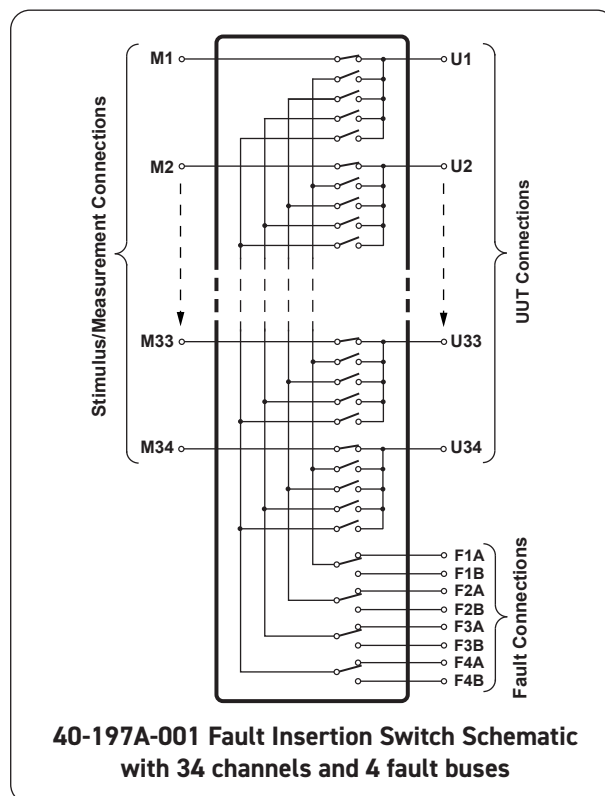 M1
U1
M2
U2
Stimulus/Measurement Connections
UUT Connections
M33
U33
M34
U34
F1A
F1B
F2A
F2B
F3A
F3B
F4A
F4B
Fault Connections
40-197A-001 Fault Insertion Switch Schematic
with 34 channels and 4 fault buses